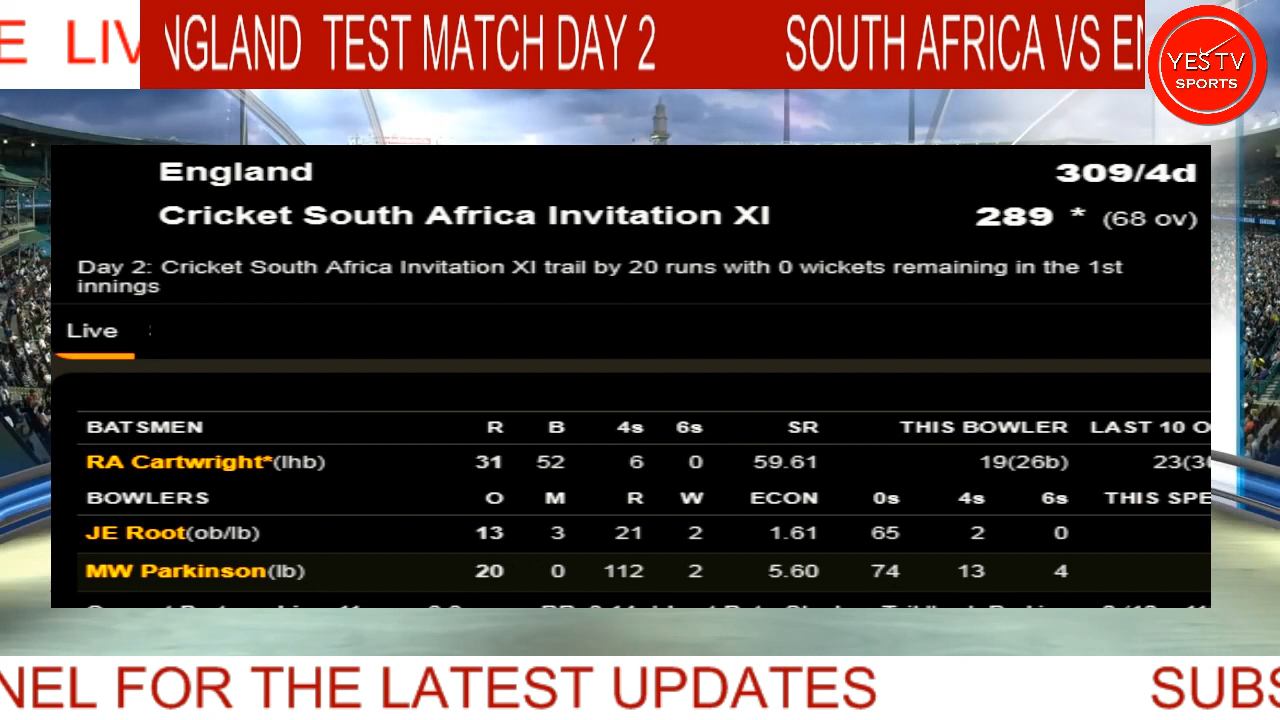 E LIV
NGLAND TEST MATCH DAY 2 SOUTH AFRICA VS EN
YES TV
SPORTS
England 309/4d
Cricket South Africa Invitation XI 289 * (68 ov)
Day 2: Cricket South Africa Invitation XI trail by 20 runs with 0 wickets remaining in the 1st
innings
Live
BATSMEN R B 4s 6s SR THIS BOWLER LAST 10 O
RA Cartwright*(lhb) 31 52 6 0 59.61 19(26b) 23(3
BOWLERS O M R W ECON 0s 4s 6s THIS SPE
JE Root(ob/lb) 13 3 21 2 1.61 65 2 0
MW Parkinson(lb) 20 0 112 2 5.60 74 13 4
NEL FOR THE LATEST UPDATES SUBS